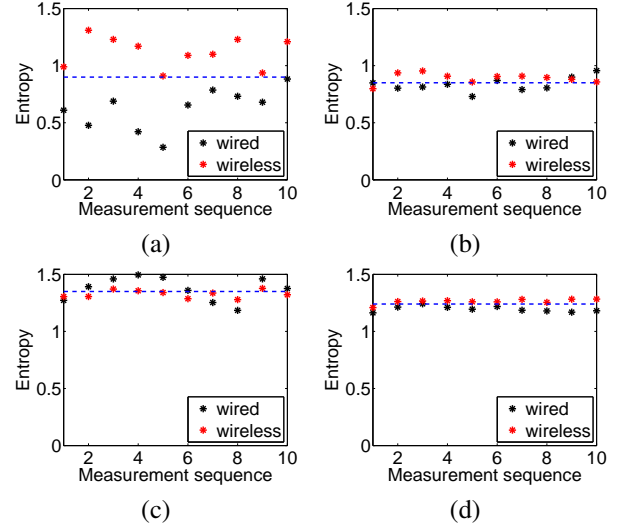 1.5
1
0.5
0
Entropy
2 4 6 8 10
Measurement sequence
wired
wireless
(a)
1.5
1
0.5
0
Entropy
2 4 6 8 10
Measurement sequence
wired
wireless
(b)
1.5
1
0.5
0
Entropy
2 4 6 8 10
Measurement sequence
wired
wireless
(c)
1.5
1
0.5
0
Entropy
2 4 6 8 10
Measurement sequence
wired
wireless
(d)